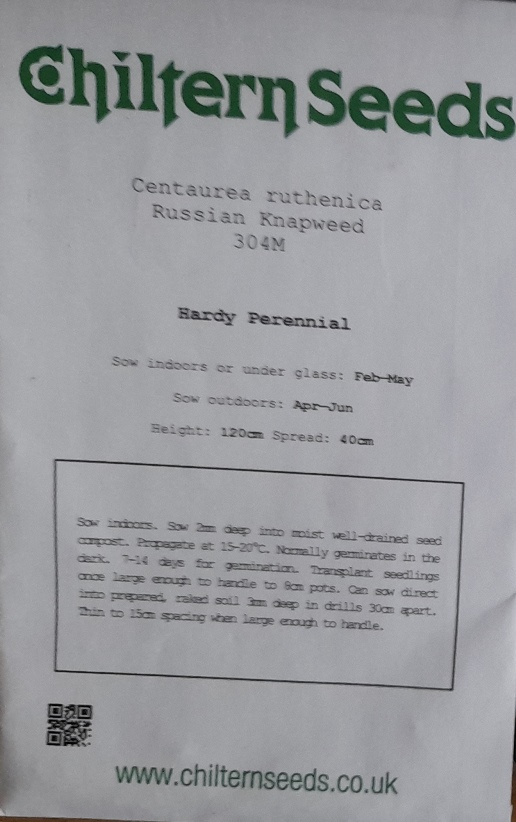 Chiltern Seeds
Centaurea ruthenica
Russian Knapweed
304M
Hardy Perennial
Sow indoors or under glass: Feb-May
Sow outdoors: Apr-Jun
Height: 120cm Spread: 40cm
Sow indoors. Sow 2mm deep into moist well-drained seed
compost. Propagate at 15-20°C. Normally germinates in the
dark. 7-14 days for germination. Transplant seedlings
once large enough to handle to 8cm pots. Can sow direct
into prepared, raked soil 3mm deep in drills 30cm apart.
Thin to 15cm spacing when large enough to handle.
www.chilternseeds.co.uk